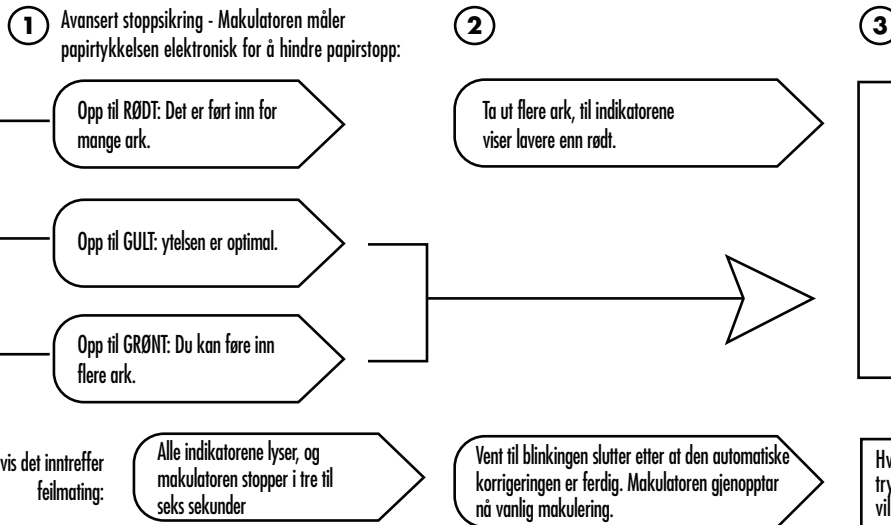 1 Avansert stoppsikring - Makulatoren måler
papirtykkelsen elektronisk for å hindre papirstopp:
2
3
Opp til RØDT: Det er ført inn for
mange ark.
Ta ut flere ark, til indikatorene
viser lavere enn rødt.
Opp til GULT: ytelsen er optimal.
Opp til GRØNT: Du kan føre inn
flere ark.
vis det inntreffer
feilmating:
Alle indikatorene lyser, og
makulatoren stopper i tre til
seks sekunder
Vent til blinkingen slutter etter at den automatiske
korrigeringen er ferdig. Makulatoren gjenopptar
nå vanlig makulering.